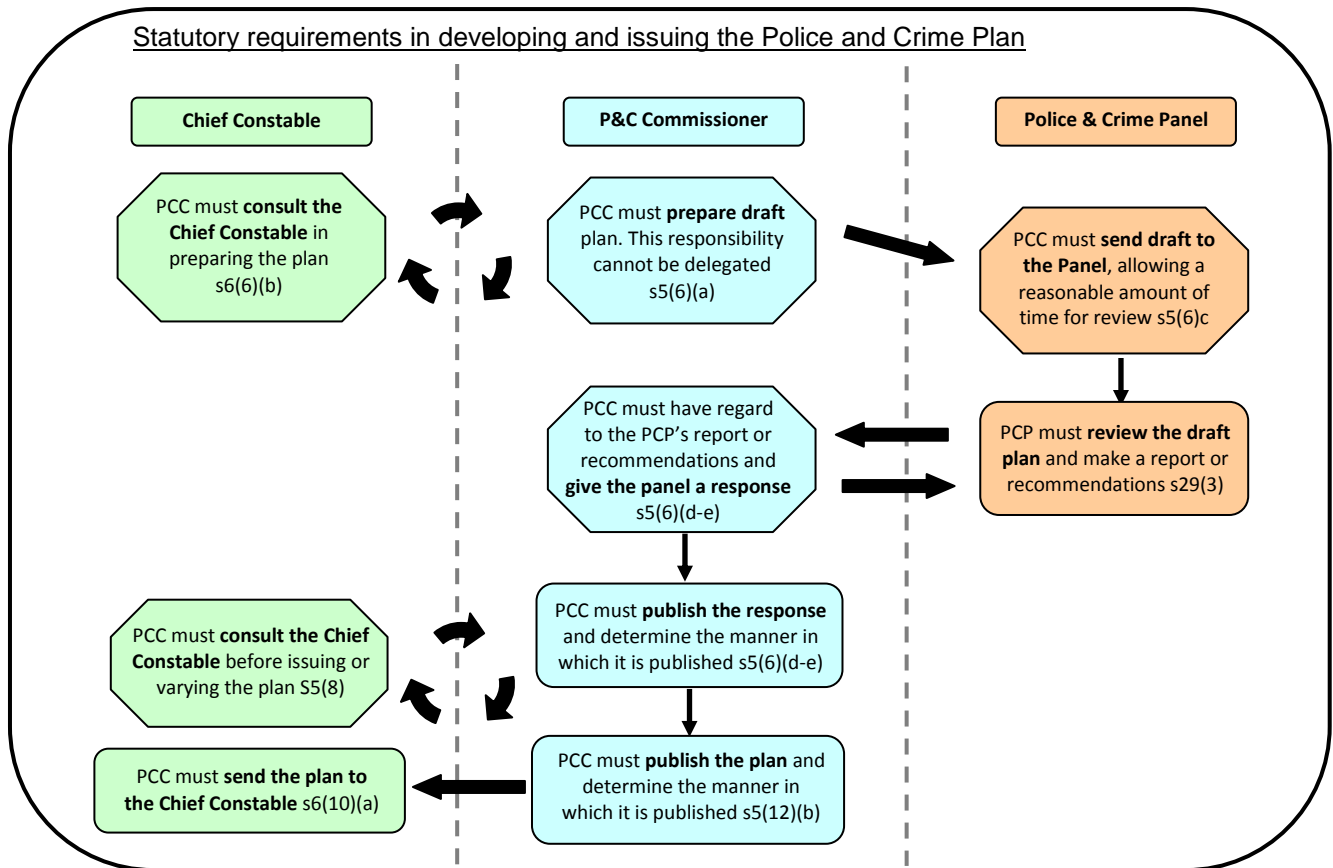 Statutory requirements in developing and issuing the Police and Crime Plan
Chief Constable
P&C Commissioner
Police & Crime Panel
PCC must consult the
Chief Constable in
preparing the plan
s6(6)(b)
PCC must prepare draft
plan. This responsibility
cannot be delegated
s5(6)(a)
PCC must send draft to
the Panel, allowing a
reasonable amount of
time for review s5(6)c
PCC must have regard
to the PCP’s report or
recommendations and
give the panel a response
s5(6)(d-e)
PCP must review the draft
plan and make a report or
recommendations s29(3)
PCC must consult the Chief
Constable before issuing or
varying the plan S5(8)
PCC must publish the response
and determine the manner in
which it is published s5(6)(d-e)
PCC must send the plan to
the Chief Constable s6(10)(a)
PCC must publish the plan and
determine the manner in
which it is published s5(12)(b)